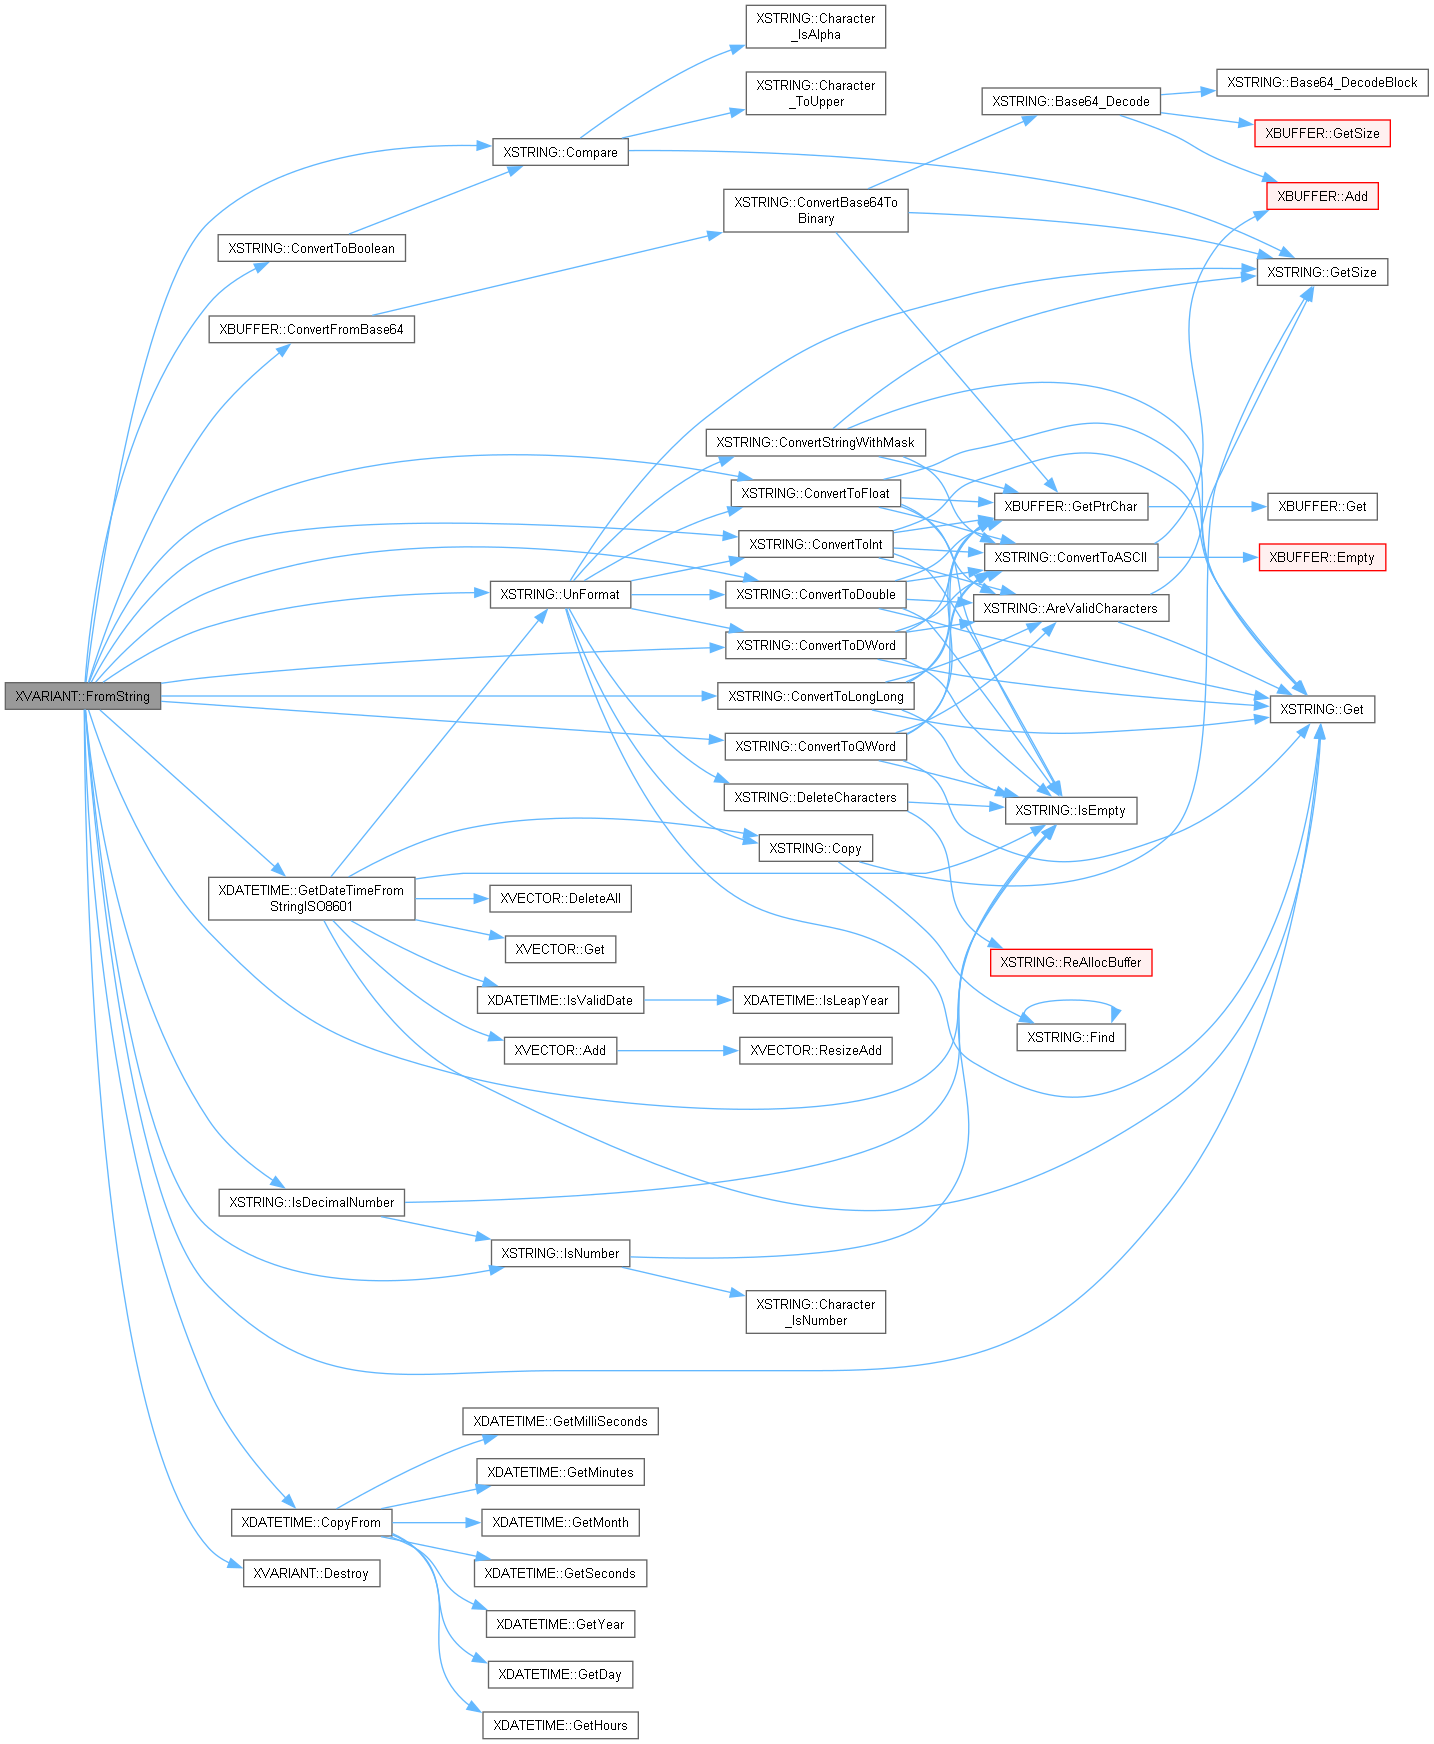 XSTRING::Character
_IsAlpha
XSTRING::Character
_ToUpper
XSTRING::Base64_DecodeBlock
XSTRING::Base64_Decode
XBUFFER::GetSize
XSTRING::Compare
XBUFFER::Add
XSTRING::ConvertBase64To
Binary
XSTRING::ConvertToBoolean
XSTRING::GetSize
XBUFFER::ConvertFromBase64
XSTRING::ConvertStringWithMask
XSTRING::ConvertToFloat
XBUFFER::GetPtrChar
XBUFFER::Get
XSTRING::ConvertToInt
XSTRING::ConvertToASCII
XBUFFER::Empty
XSTRING::UnFormat
XSTRING::ConvertToDouble
XSTRING::AreValidCharacters
XSTRING::ConvertToDWord
XVARIANT::FromString
XSTRING::ConvertToLongLong
XSTRING::Get
XSTRING::ConvertToQWord
XSTRING::DeleteCharacters
XSTRING::IsEmpty
XSTRING::Copy
XDATETIME::GetDateTimeFrom
StringISO8601
XVECTOR::DeleteAll
XVECTOR::Get
XSTRING::ReAllocBuffer
XDATETIME::IsValidDate
XDATETIME::IsLeapYear
XSTRING::Find
XVECTOR::Add
XVECTOR::ResizeAdd
XSTRING::IsDecimalNumber
XSTRING::IsNumber
XSTRING::Character
_IsNumber
XDATETIME::GetMilliSeconds
XDATETIME::GetMinutes
XDATETIME::CopyFrom
XDATETIME::GetMonth
XVARIANT::Destroy
XDATETIME::GetSeconds
XDATETIME::GetYear
XDATETIME::GetDay
XDATETIME::GetHours